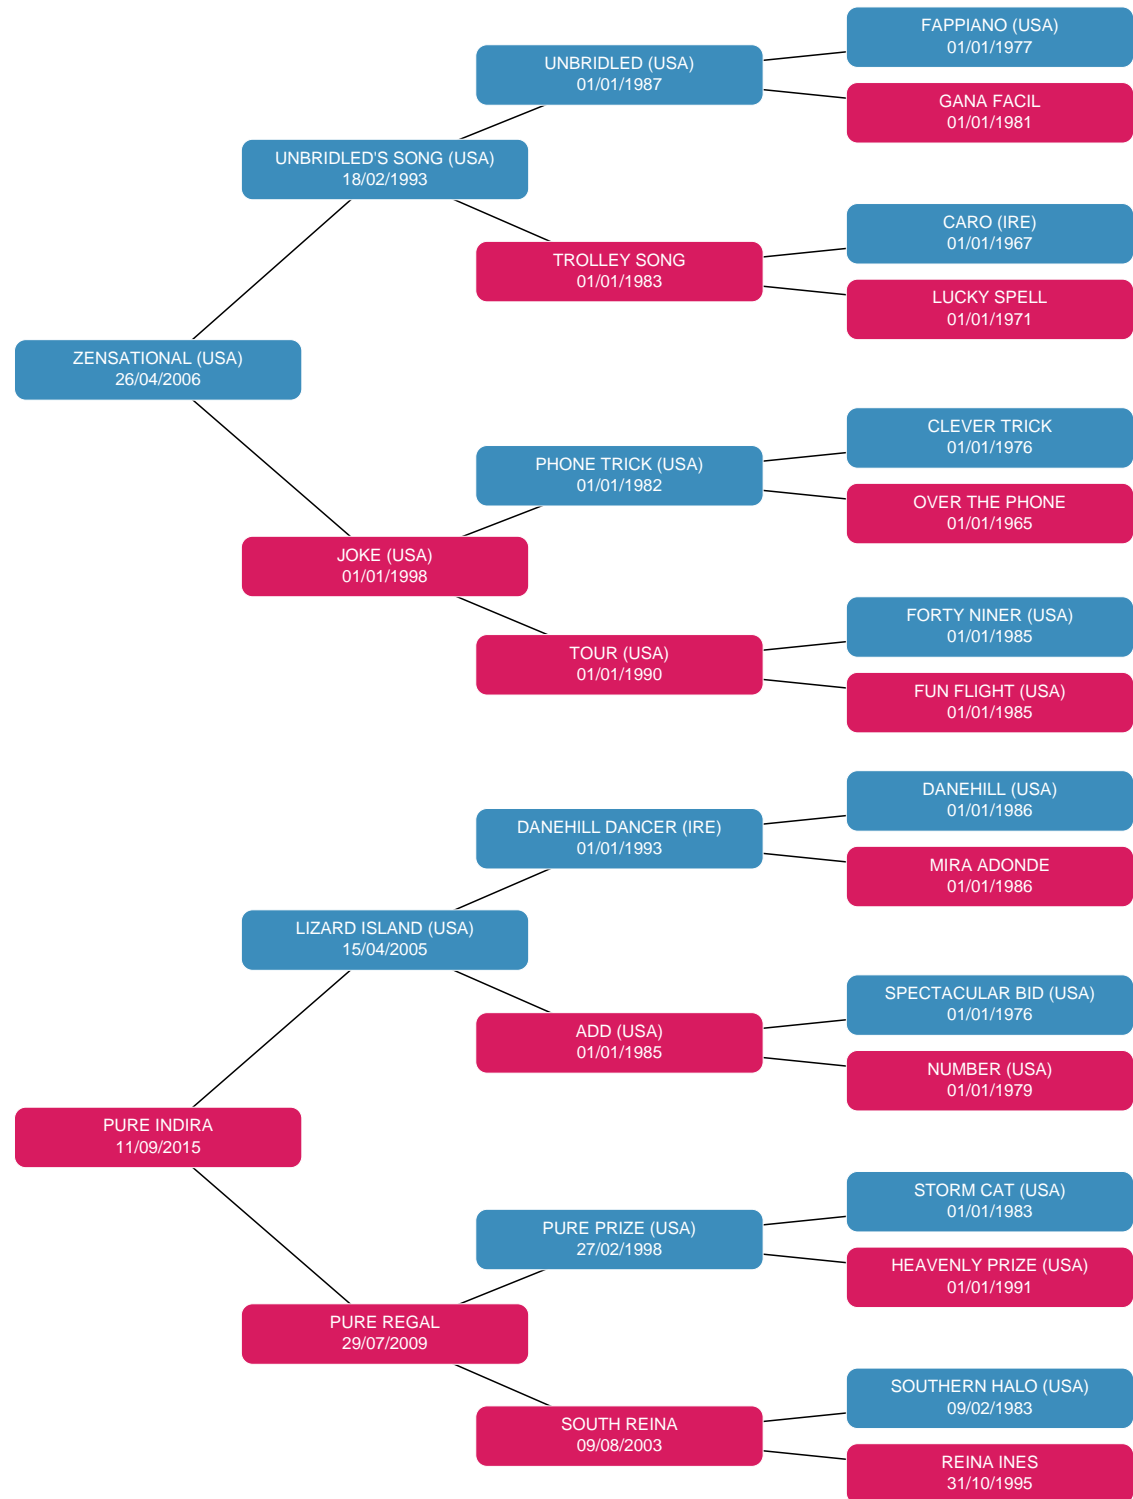 FAPPIANO (USA)
01/01/1977
UNBRIDLED (USA)
01/01/1987
GANA FACIL
01/01/1981
UNBRIDLED'S SONG (USA)
18/02/1993
CARO (IRE)
01/01/1967
TROLLEY SONG
01/01/1983
LUCKY SPELL
01/01/1971
ZENSATIONAL (USA)
26/04/2006
CLEVER TRICK
01/01/1976
PHONE TRICK (USA)
01/01/1982
OVER THE PHONE
01/01/1965
JOKE (USA)
01/01/1998
FORTY NINER (USA)
01/01/1985
TOUR (USA)
01/01/1990
FUN FLIGHT (USA)
01/01/1985
DANEHILL (USA)
01/01/1986
DANEHILL DANCER (IRE)
01/01/1993
MIRA ADONDE
01/01/1986
LIZARD ISLAND (USA)
15/04/2005
SPECTACULAR BID (USA)
01/01/1976
ADD (USA)
01/01/1985
NUMBER (USA)
01/01/1979
PURE INDIRA
11/09/2015
STORM CAT (USA)
01/01/1983
PURE PRIZE (USA)
27/02/1998
HEAVENLY PRIZE (USA)
01/01/1991
PURE REGAL
29/07/2009
SOUTHERN HALO (USA)
09/02/1983
SOUTH REINA
09/08/2003
REINA INES
31/10/1995